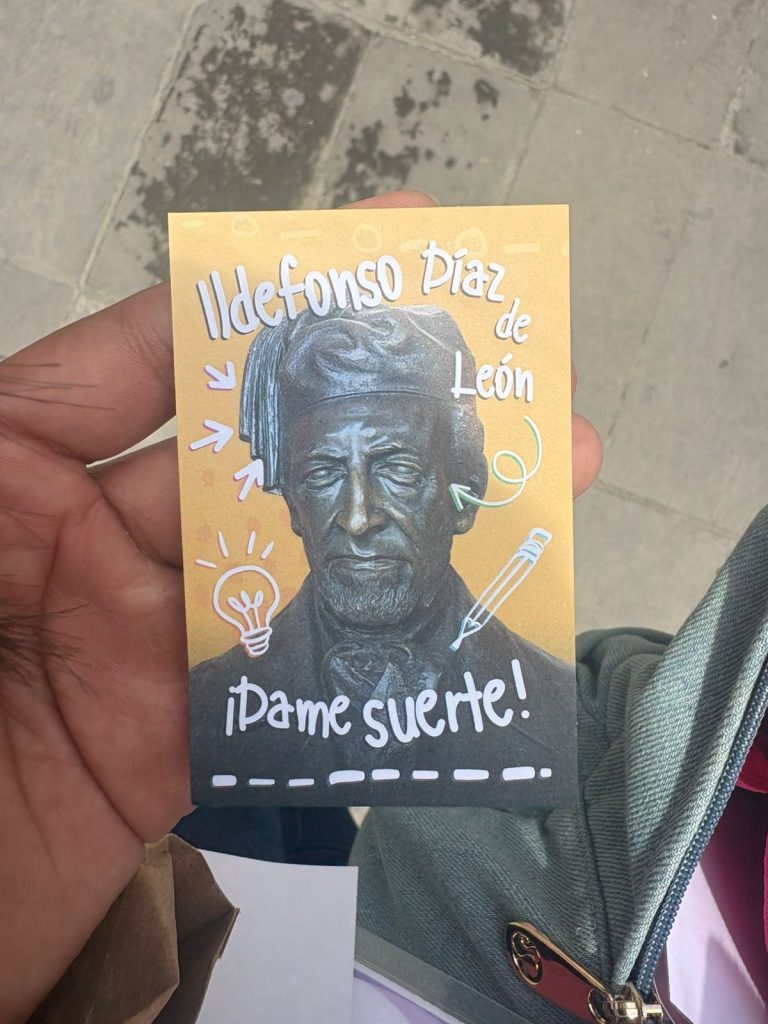 Ildefonso Díaz
de
León
¡Dame suerte!